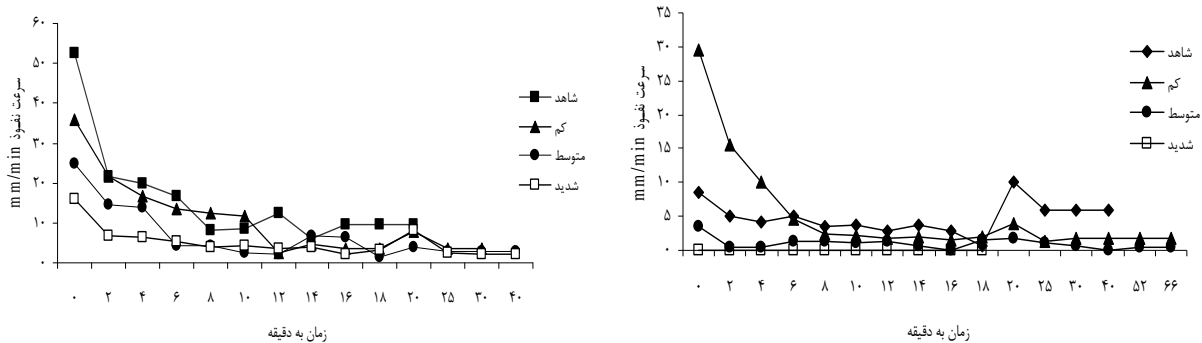 ۶۰
۵۰
۴۰
۳۰
۲۰
۱۰
۰
سرعت نفوذ mm/min
۰ ۲ ۴ ۶ ۸ ۱۰ ۱۲ ۱۴ ۱۶ ۱۸ ۲۰ ۲۵ ۳۰ ۴۰
زمان به دقیقه
شاهد
کم
متوسط
شدید
۳۵
۳۰
۲۵
۲۰
۱۵
۱۰
۵
۰
سرعت نفوذ mm/min
۰ ۲ ۴ ۶ ۸ ۱۰ ۱۲ ۱۴ ۱۶ ۱۸ ۲۰ ۲۵ ۳۰ ۴۰ ۵۲ ۶۶
زمان به دقیقه
شاهد
کم
متوسط
شدید